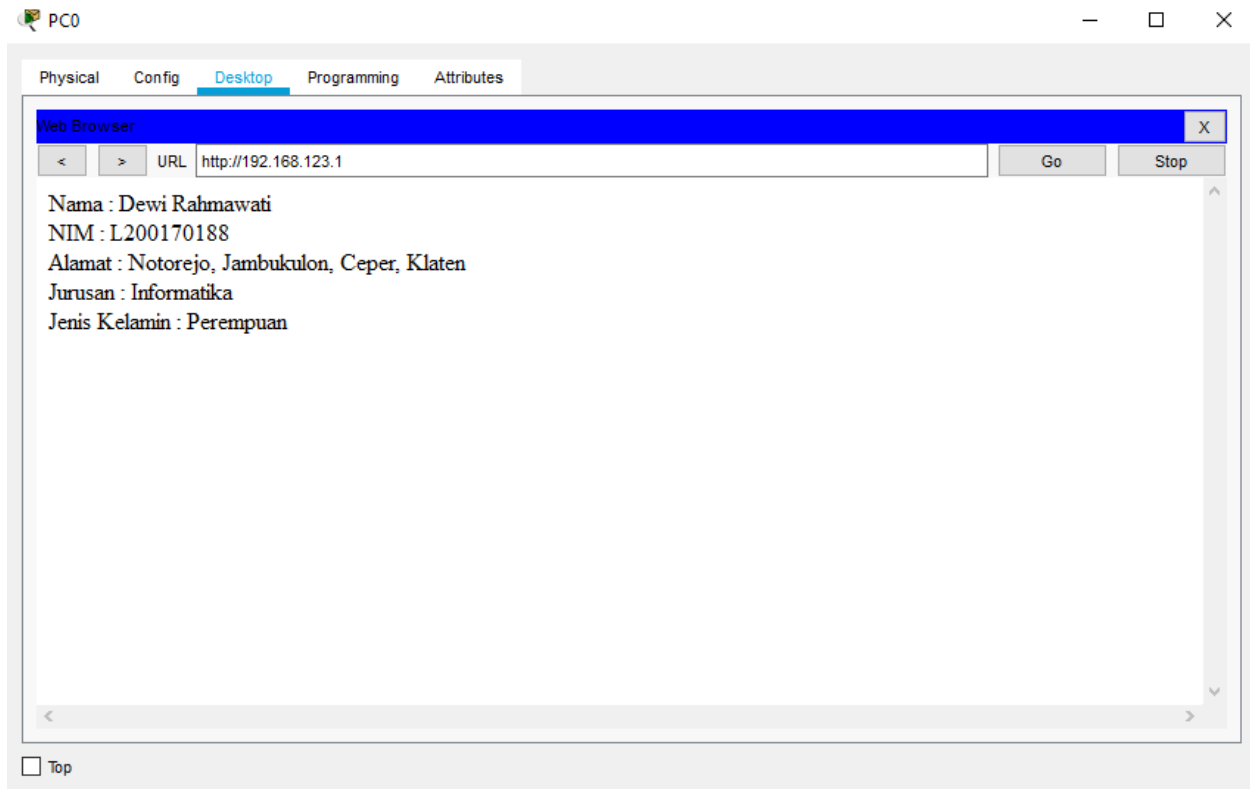 PC0
Physical Config Desktop Programming Attributes
Web Browser
X
< > URL http://192.168.123.1 Go Stop
Nama : Dewi Rahmawati
NIM : L200170188
Alamat : Notorejo, Jambukulon, Ceper, Klaten
Jurusan : Informatika
Jenis Kelamin : Perempuan
Top